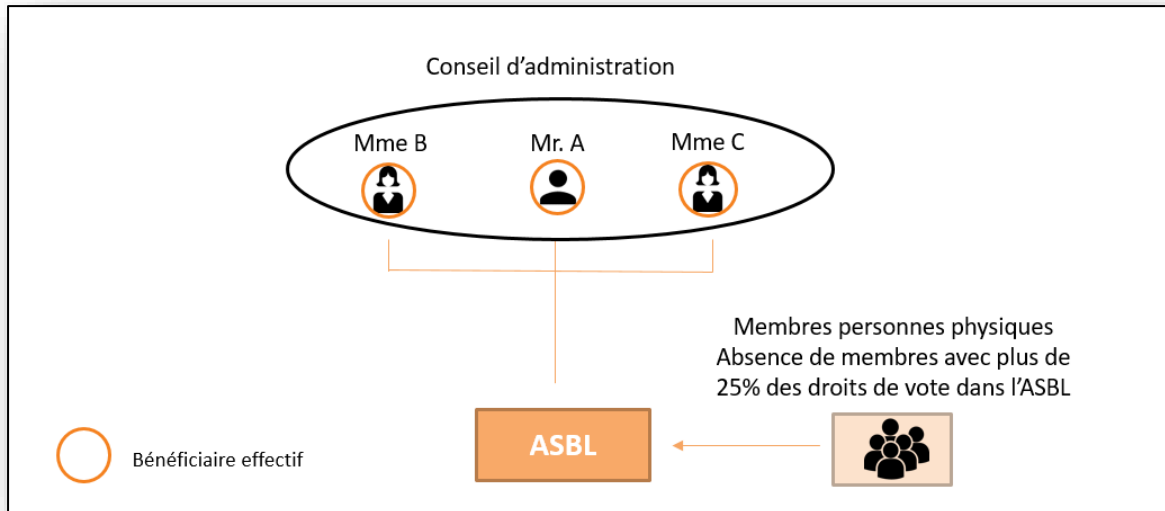 Conseil d’administration
Mme B
Mr. A
Mme C
Membres personnes physiques
Absence de membres avec plus de
25% des droits de vote dans l’ASBL
ASBL
Bénéficiaire effectif